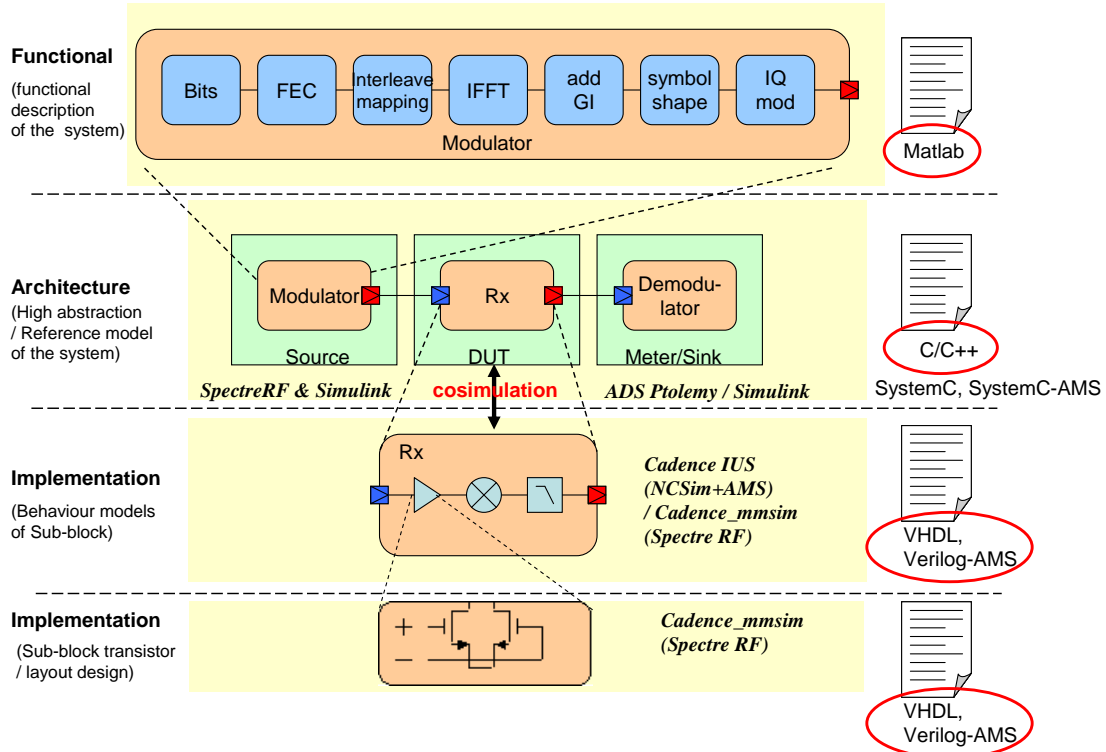 Functional
(functional
description
of the system)
Bits
FEC
Interleave
mapping
IFFT
add
GI
symbol
shape
IQ
mod
Modulator
Matlab
Architecture
(High abstraction
/ Reference model
of the system)
Modulator
Rx
Demodu-
lator
Source
DUT
Meter/Sink
SpectreRF & Simulink
cosimulation
ADS Ptolemy / Simulink
C/C++
SystemC, SystemC-AMS
Implementation
(Behaviour models
of Sub-block)
Rx
Cadence IUS
(NCSim+AMS)
/ Cadence_mmsim
(Spectre RF)
VHDL,
Verilog-AMS
Implementation
(Sub-block transistor
/ layout design)
+
−
Cadence_mmsim
(Spectre RF)
VHDL,
Verilog-AMS